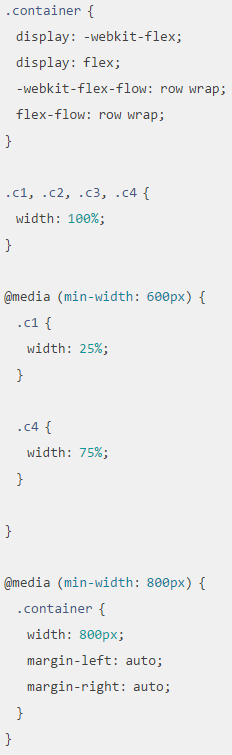 .container {
  display: -webkit-flex;
  display: flex;
  -webkit-flex-flow: row wrap;
  flex-flow: row wrap;
}

.c1, .c2, .c3, .c4 {
  width: 100%;
}

@media (min-width: 600px) {
  .c1 {
    width: 25%;
  }

  .c4 {
    width: 75%;
  }

}

@media (min-width: 800px) {
  .container {
    width: 800px;
    margin-left: auto;
    margin-right: auto;
  }
}